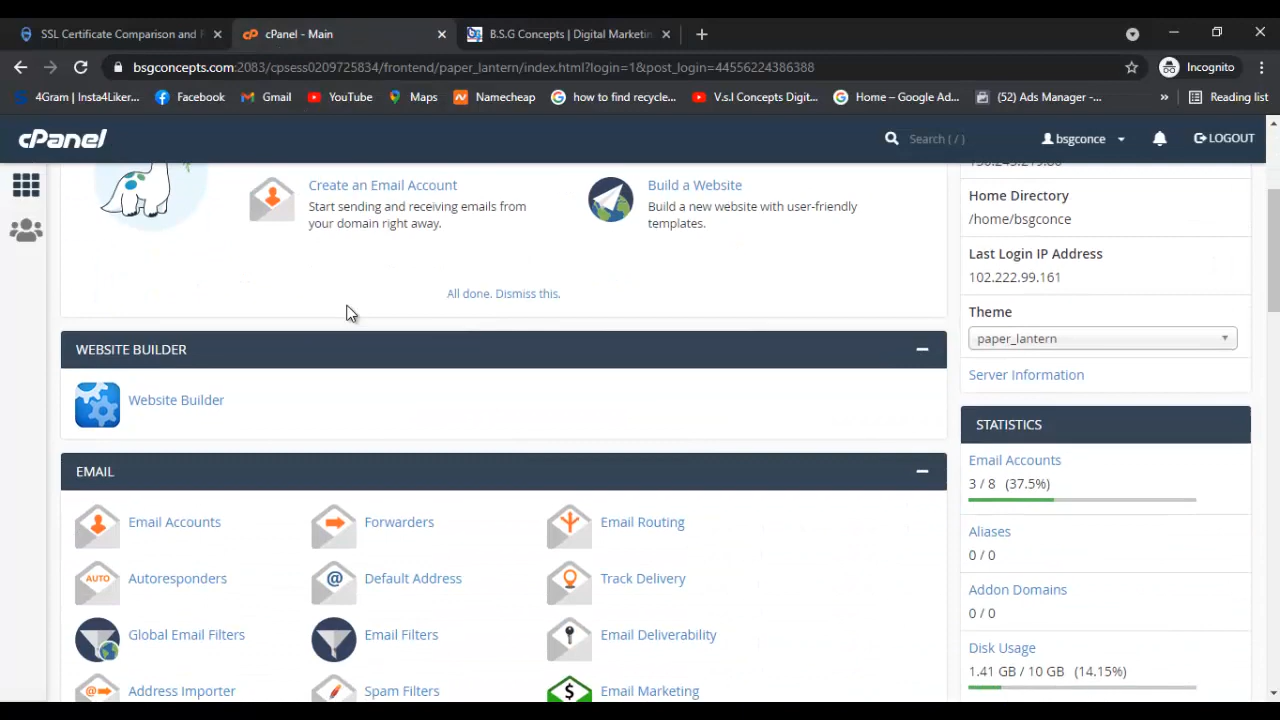 SSL Certificate Comparison and P
cPanel - Main
B.S.G Concepts | Digital Marketin
bsgconcepts.com:2083/cpsess0209725834/frontend/paper_lantern/index.html?login=1&post_login=44556224386388
Incognito
4Gram | Insta4Liker...
Facebook
Gmail
YouTube
Maps
Namecheap
how to find recycle...
V.s.l Concepts Digit...
Home – Google Ad...
(52) Ads Manager -...
Reading list
cPanel
Search ( / )
bsgconce
LOGOUT
Create an Email Account
Start sending and receiving emails from
your domain right away.
Build a Website
Build a new website with user-friendly
templates.
All done. Dismiss this.
WEBSITE BUILDER
Website Builder
EMAIL
Email Accounts
Forwarders
Email Routing
AUTO
Autoresponders
@
Default Address
Track Delivery
Global Email Filters
Email Filters
Email Deliverability
@
Address Importer
Spam Filters
$
Email Marketing
Home Directory
/home/bsgconce
Last Login IP Address
102.222.99.161
Theme
paper_lantern
Server Information
STATISTICS
Email Accounts
3 / 8 (37.5%)
Aliases
0 / 0
Addon Domains
0 / 0
Disk Usage
1.41 GB / 10 GB (14.15%)